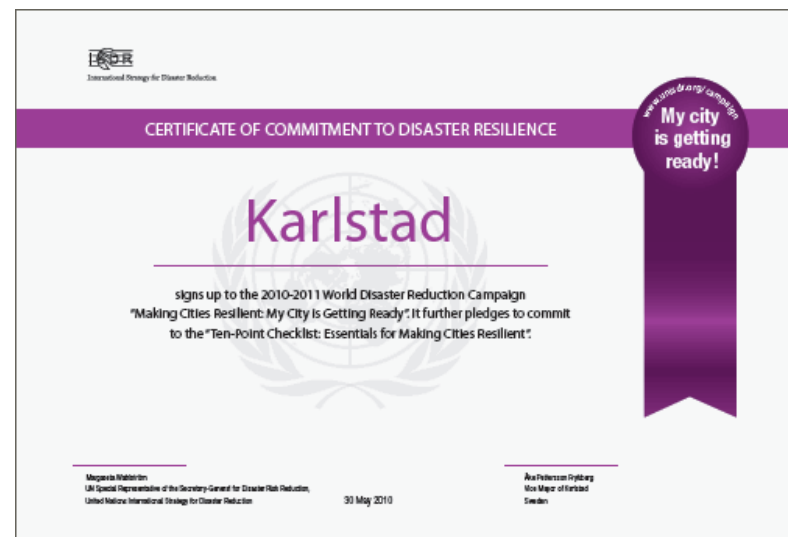 ISDR
International Strategy for Disaster Reduction
www.unisdr.org/campaign
My city
is getting
ready!
CERTIFICATE OF COMMITMENT TO DISASTER RESILIENCE
Karlstad
signs up to the 2010-2011 World Disaster Reduction Campaign
"Making Cities Resilient: My City is Getting Ready". It further pledges to commit
to the "Ten-Point Checklist: Essentials for Making Cities Resilient".
Margareta Wahlström
UN Special Representative of the Secretary-General for Disaster Risk Reduction,
United Nations International Strategy for Disaster Reduction
30 May 2010
Åke Pettersson Frykberg
Vice Mayor of Karlstad
Sweden